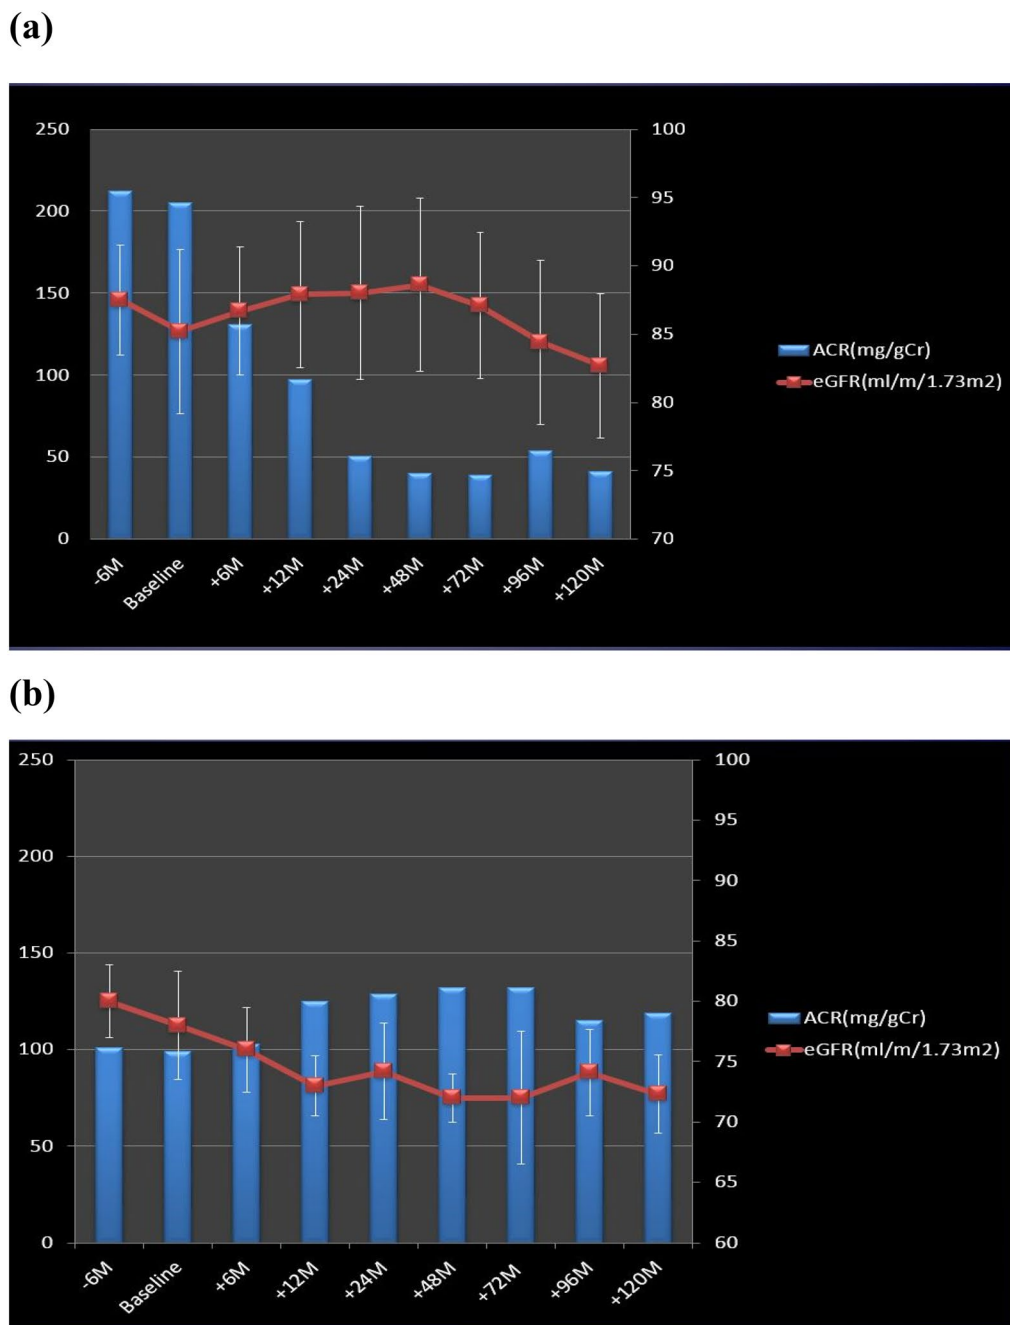 (a)
250
200
150
100
50
0
100
95
90
85
80
75
70
-6M
Baseline
+6M
+12M
+24M
+48M
+72M
+96M
+120M
ACR(mg/gCr)
eGFR(ml/m/1.73m2)
(b)
250
200
150
100
50
0
100
95
90
85
80
75
70
65
60
-6M
Baseline
+6M
+12M
+24M
+48M
+72M
+96M
+120M
ACR(mg/gCr)
eGFR(ml/m/1.73m2)